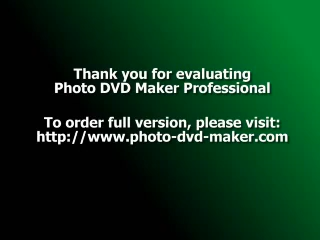 Thank you for evaluating
Photo DVD Maker Professional
To order full version, please visit:
http://www.photo-dvd-maker.com